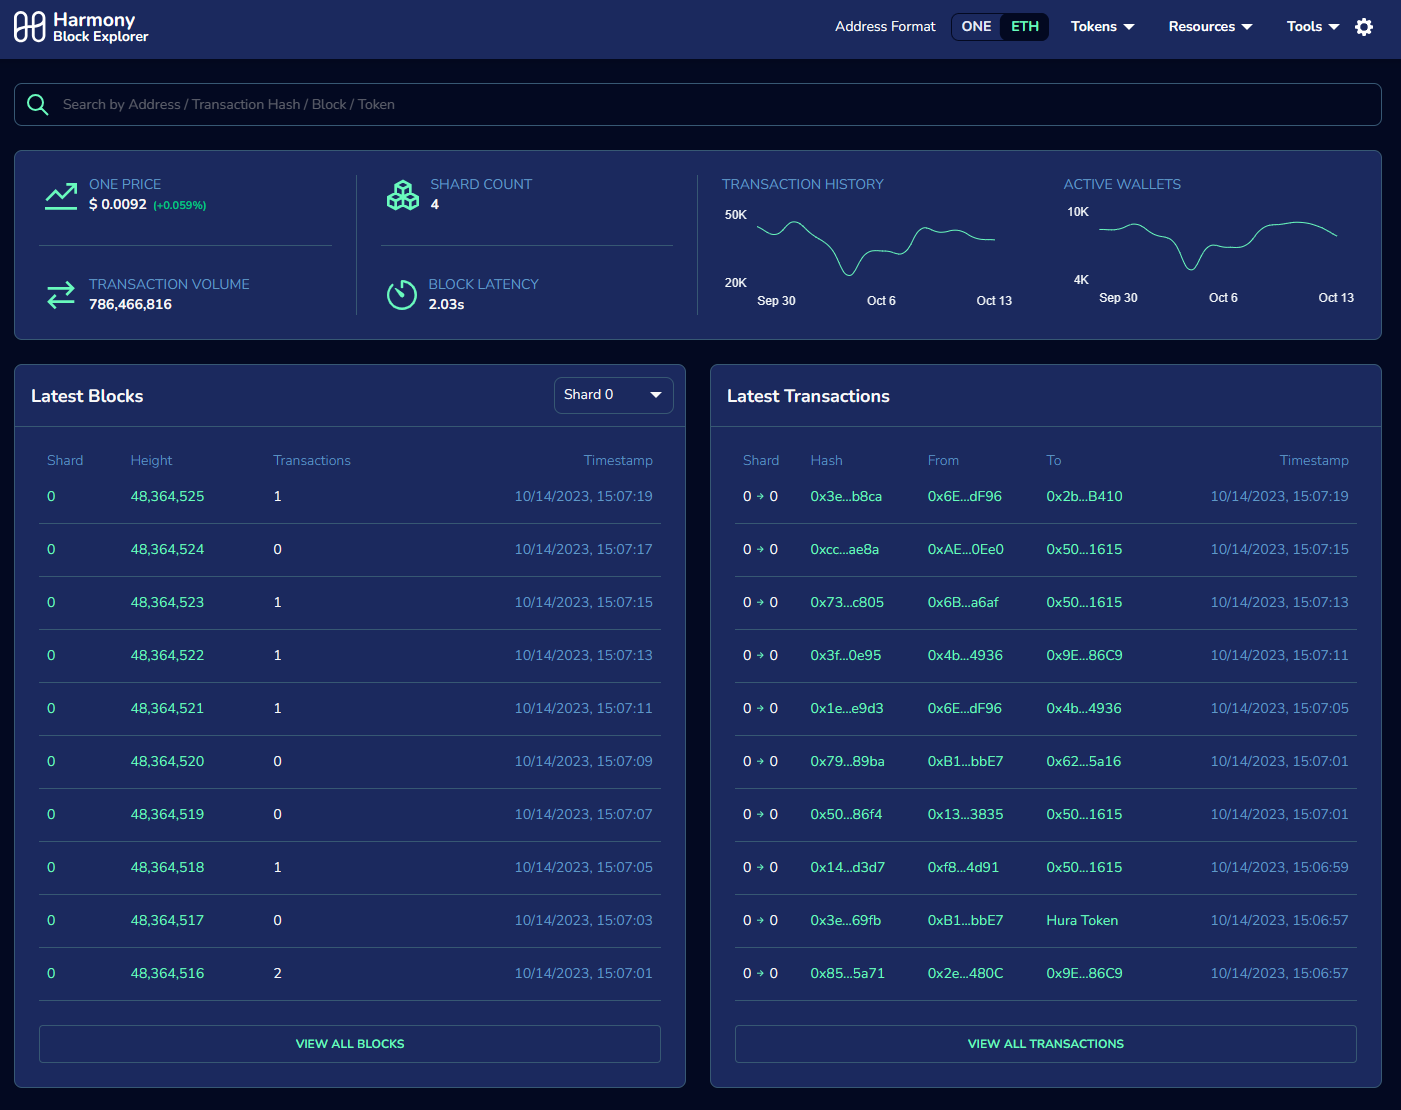 Harmony
Block Explorer
Address Format ONE ETH Tokens Resources Tools
Search by Address / Transaction Hash / Block / Token
ONE PRICE
$ 0.0092 (+0.059%)
SHARD COUNT
4
TRANSACTION VOLUME
786,466,816
BLOCK LATENCY
2.03s
TRANSACTION HISTORY
50K
20K
Sep 30 Oct 6 Oct 13
ACTIVE WALLETS
10K
4K
Sep 30 Oct 6 Oct 13
Latest Blocks Shard 0
Shard Height Transactions Timestamp
0 48,364,525 1 10/14/2023, 15:07:19
0 48,364,524 0 10/14/2023, 15:07:17
0 48,364,523 1 10/14/2023, 15:07:15
0 48,364,522 1 10/14/2023, 15:07:13
0 48,364,521 1 10/14/2023, 15:07:11
0 48,364,520 0 10/14/2023, 15:07:09
0 48,364,519 0 10/14/2023, 15:07:07
0 48,364,518 1 10/14/2023, 15:07:05
0 48,364,517 0 10/14/2023, 15:07:03
0 48,364,516 2 10/14/2023, 15:07:01
VIEW ALL BLOCKS
Latest Transactions
Shard Hash From To Timestamp
0 → 0 0x3e...b8ca 0x6E...dF96 0x2b...B410 10/14/2023, 15:07:19
0 → 0 0xcc...ae8a 0xAE...0Ee0 0x50...1615 10/14/2023, 15:07:15
0 → 0 0x73...c805 0x6B...a6af 0x50...1615 10/14/2023, 15:07:13
0 → 0 0x3f...0e95 0x4b...4936 0x9E...86C9 10/14/2023, 15:07:11
0 → 0 0x1e...e9d3 0x6E...dF96 0x4b...4936 10/14/2023, 15:07:05
0 → 0 0x79...89ba 0xB1...bbE7 0x62...5a16 10/14/2023, 15:07:01
0 → 0 0x50...86f4 0x13...3835 0x50...1615 10/14/2023, 15:07:01
0 → 0 0x14...d3d7 0xf8...4d91 0x50...1615 10/14/2023, 15:06:59
0 → 0 0x3e...69fb 0xB1...bbE7 Hura Token 10/14/2023, 15:06:57
0 → 0 0x85...5a71 0x2e...480C 0x9E...86C9 10/14/2023, 15:06:57
VIEW ALL TRANSACTIONS